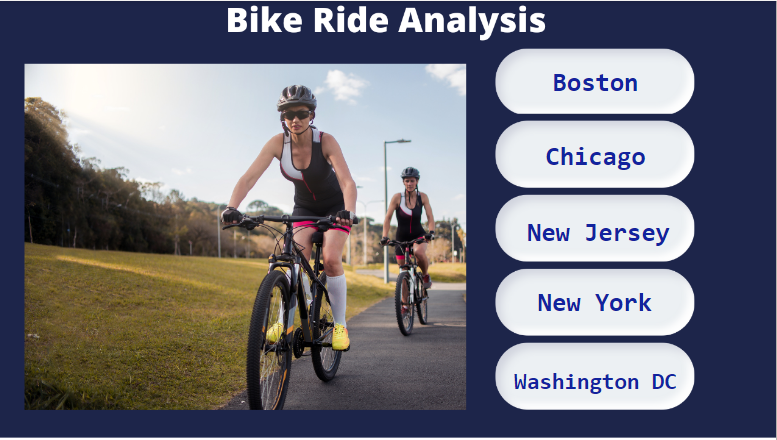 Bike Ride Analysis
Boston
Chicago
New Jersey
New York
Washington DC